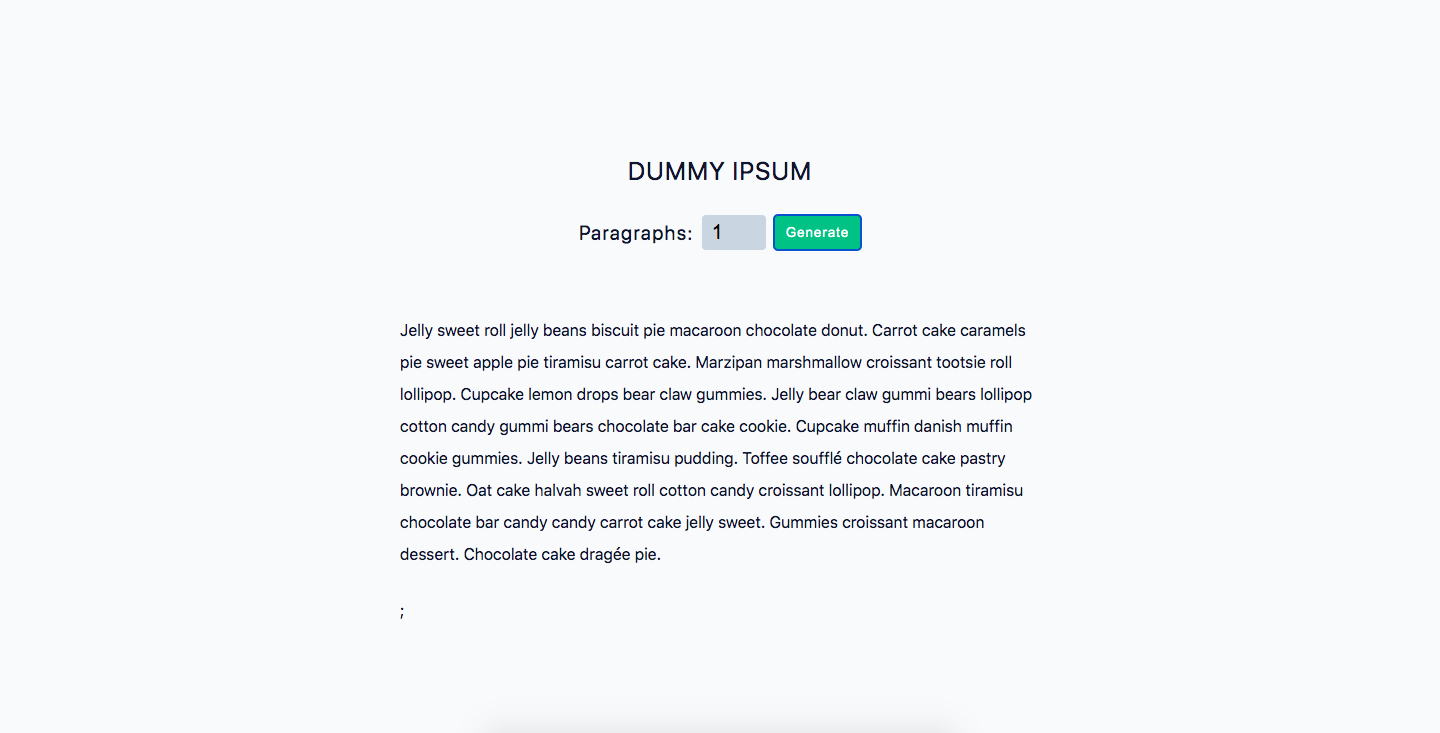 DUMMY IPSUM
Paragraphs: 1 Generate
Jelly sweet roll jelly beans biscuit pie macaroon chocolate donut. Carrot cake caramels
pie sweet apple pie tiramisu carrot cake. Marzipan marshmallow croissant tootsie roll
lollipop. Cupcake lemon drops bear claw gummies. Jelly bear claw gummi bears lollipop
cotton candy gummi bears chocolate bar cake cookie. Cupcake muffin danish muffin
cookie gummies. Jelly beans tiramisu pudding. Toffee soufflé chocolate cake pastry
brownie. Oat cake halvah sweet roll cotton candy croissant lollipop. Macaroon tiramisu
chocolate bar candy candy carrot cake jelly sweet. Gummies croissant macaroon
dessert. Chocolate cake dragée pie.
;